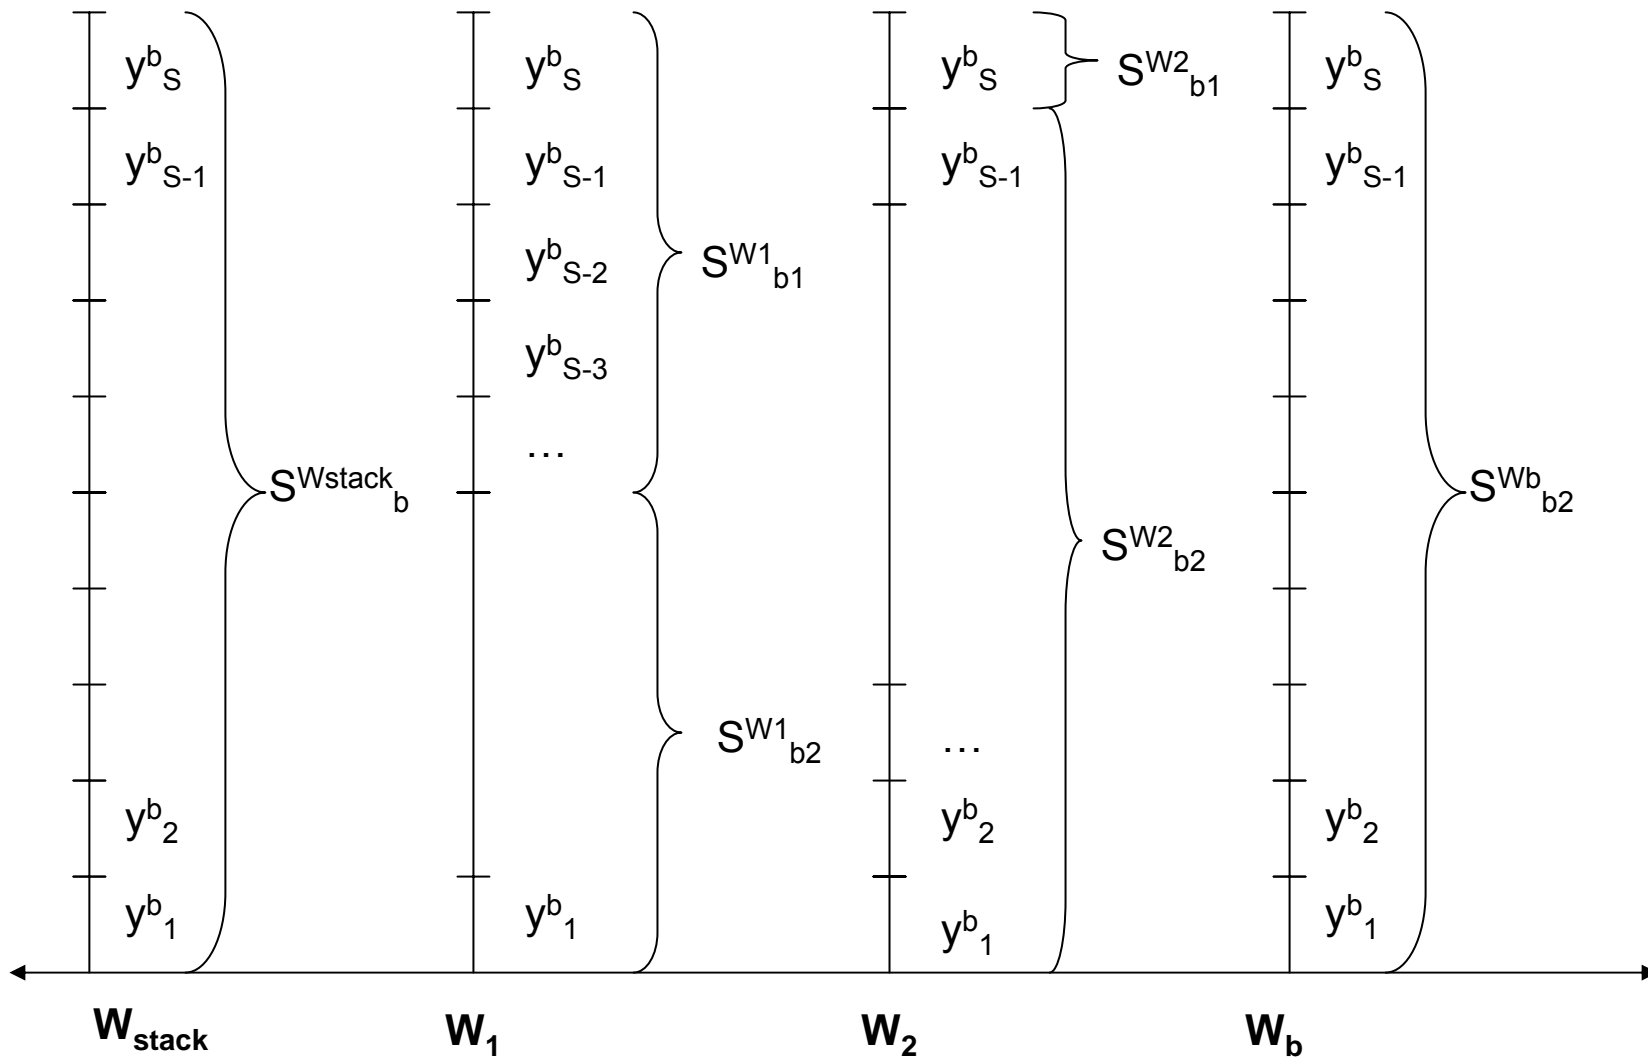 y^b_S y^b_S y^b_S S^W2_b1 y^b_S
y^b_S-1 y^b_S-1 y^b_S-1 y^b_S-1
y^b_S-2 S^W1_b1
y^b_S-3
...
S^Wstack_b S^Wb_b2
S^W2_b2
S^W1_b2 ...
y^b_2 y^b_2 y^b_2
y^b_1 y^b_1 y^b_1 y^b_1
W_stack W_1 W_2 W_b